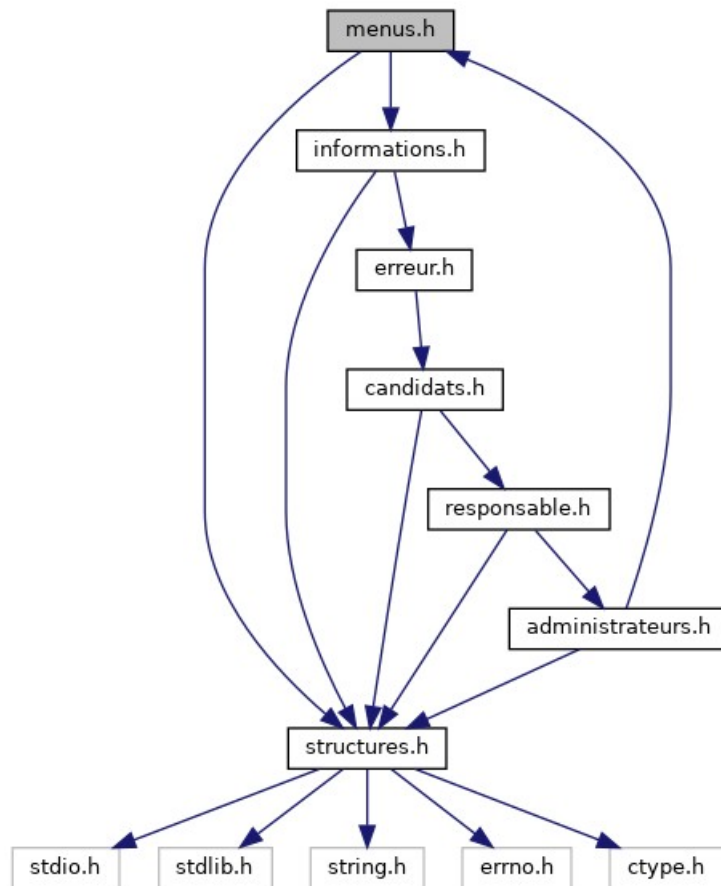 menus.h
informations.h
erreur.h
candidats.h
responsable.h
administrateurs.h
structures.h
stdio.h
stdlib.h
string.h
errno.h
ctype.h